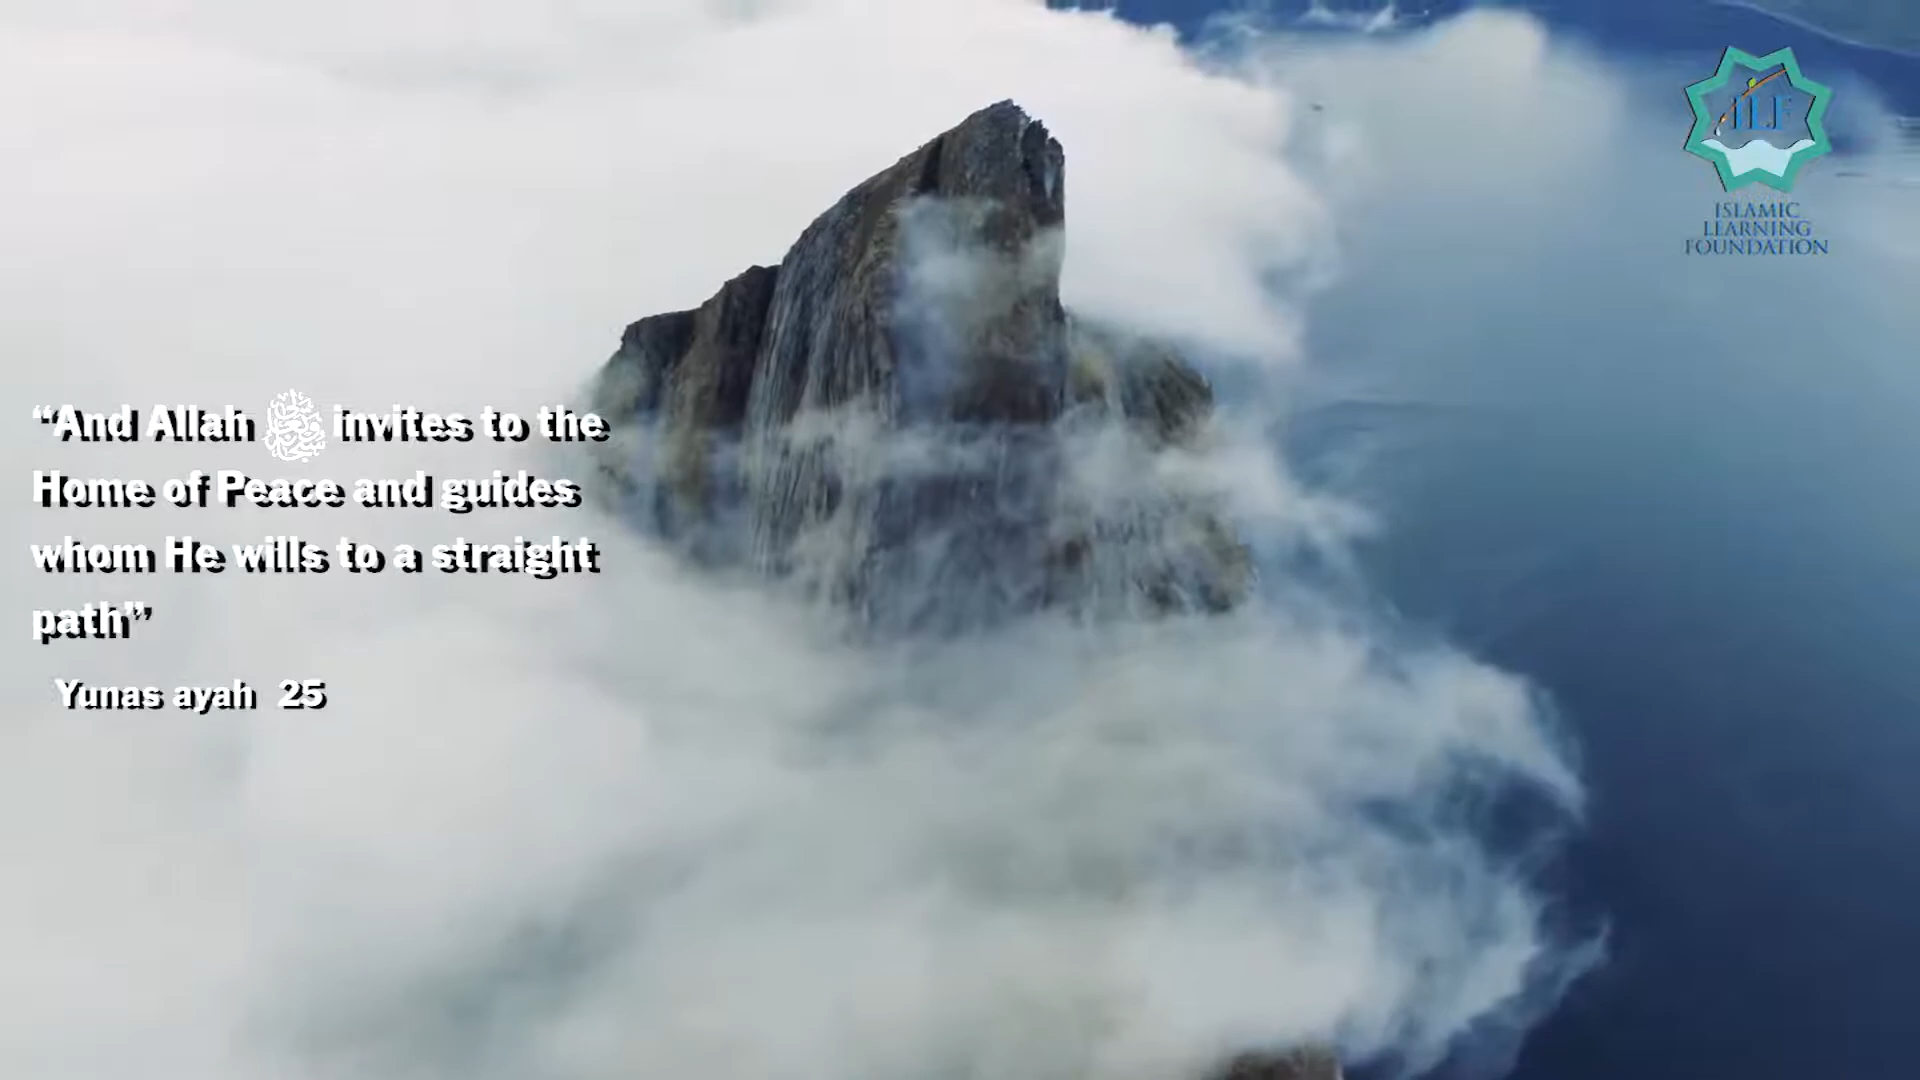 “And Allah invites to the
Home of Peace and guides
whom He wills to a straight
path”
Yunas ayah 25
ILF
ISLAMIC
LEARNING
FOUNDATION